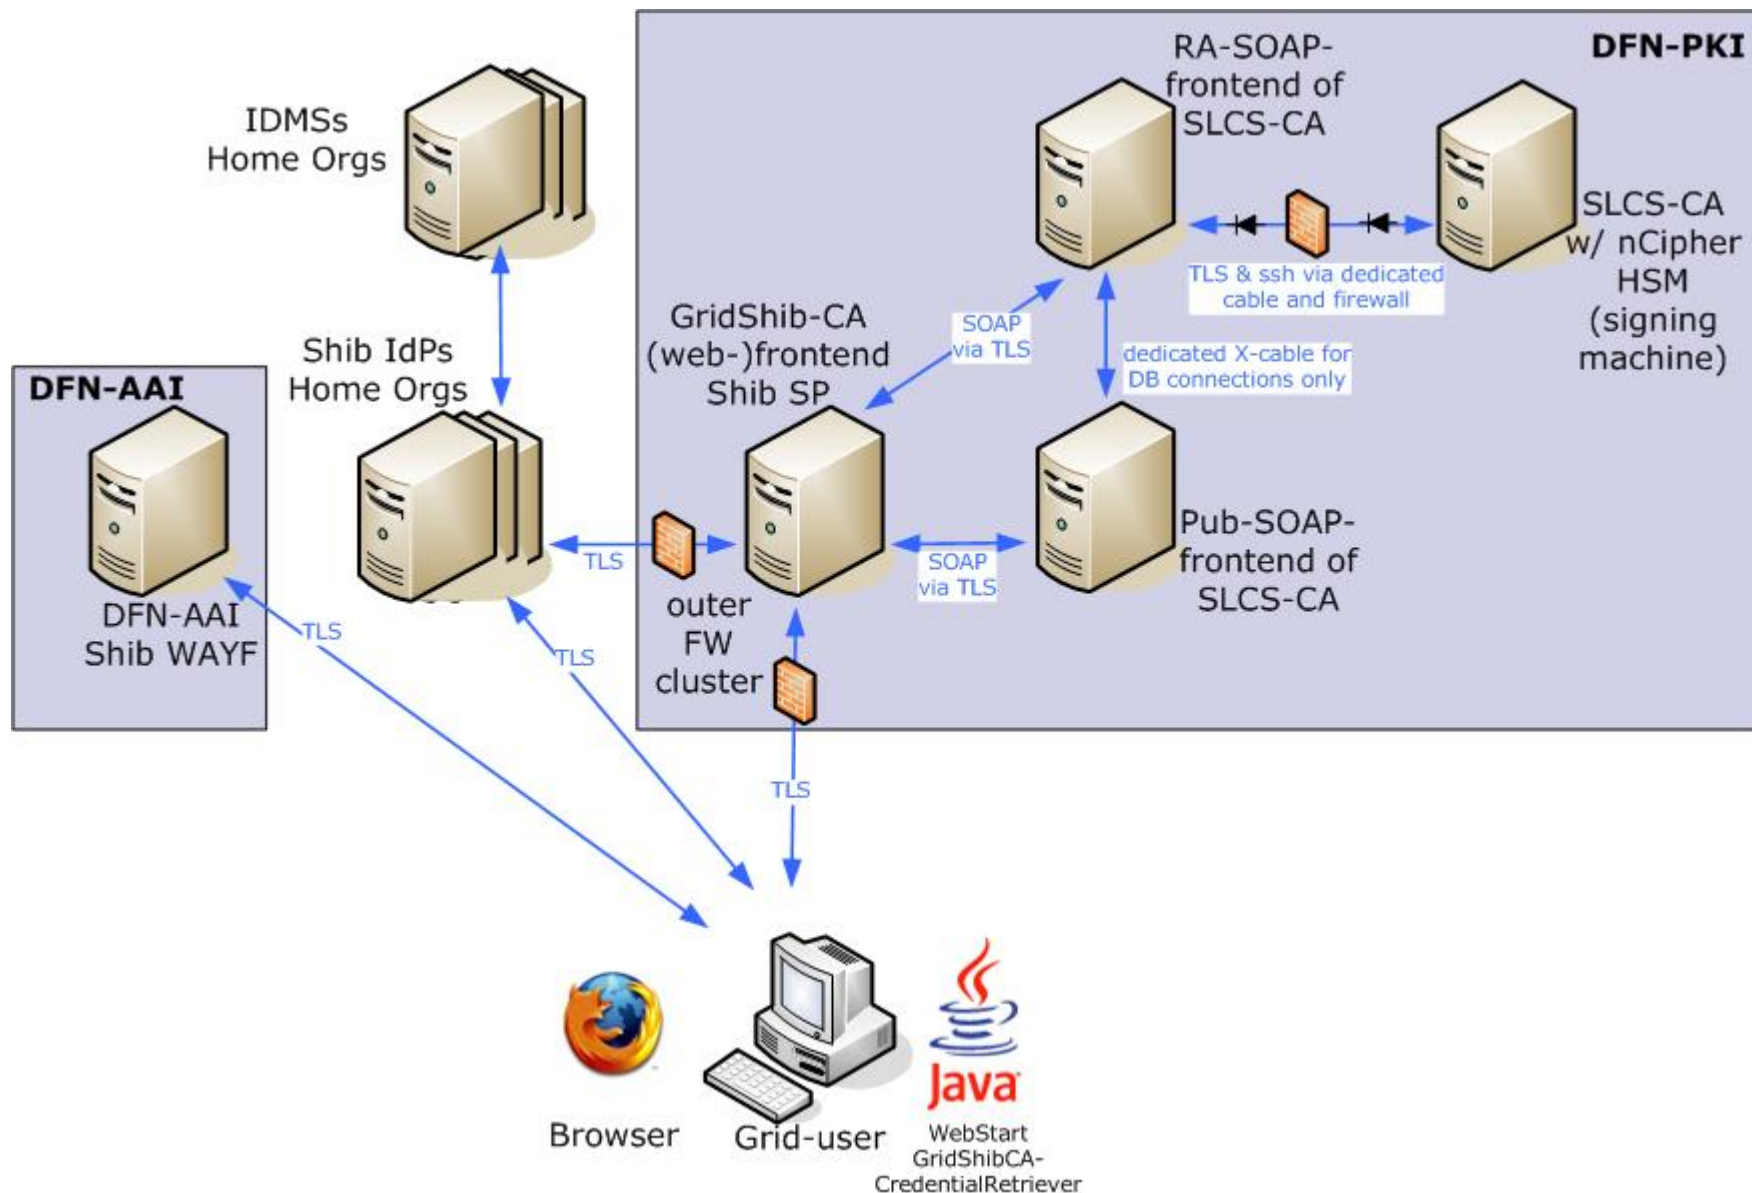 DFN-PKI
RA-SOAP-
frontend of
SLCS-CA
IDMSs
Home Orgs
SLCS-CA
w/ nCipher
HSM
(signing
machine)
TLS & ssh via dedicated
cable and firewall
GridShib-CA
(web-)frontend
Shib SP
SOAP
via TLS
dedicated X-cable for
DB connections only
Shib IdPs
Home Orgs
DFN-AAI
DFN-AAI
Shib WAYF
TLS
SOAP
via TLS
Pub-SOAP-
frontend of
SLCS-CA
outer
FW
cluster
TLS
TLS
TLS
Browser
Grid-user
Java
WebStart
GridShibCA-
CredentialRetriever